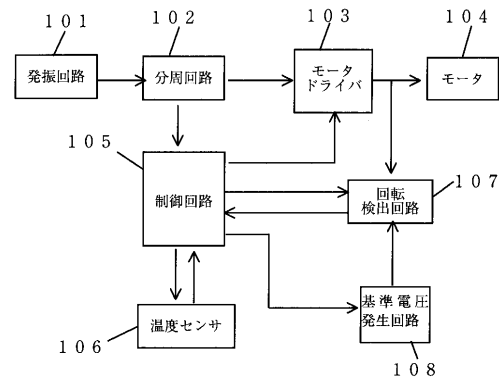 101
102
103
104
発振回路
分周回路
モータ
ドライバ
モータ
105
制御回路
回転
検出回路
107
温度センサ
106
基準電圧
発生回路
108